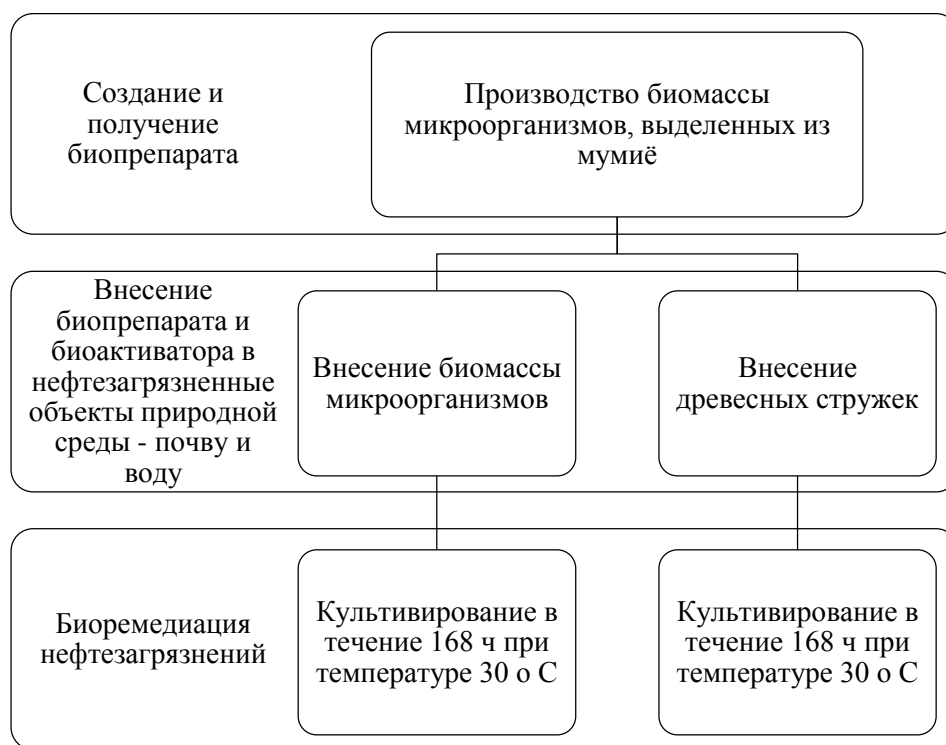 Создание и
получение
биопрепарата
Производство биомассы
микроорганизмов, выделенных из
мумиё
Внесение
биопрепарата и
биоактиватора в
нефтезагрязненные
объекты природной
среды - почву и
воду
Внесение биомассы
микроорганизмов
Внесение
древесных стружек
Биоремедиация
нефтезагрязнений
Культивирование в
течение 168 ч при
температуре 30 о С
Культивирование в
течение 168 ч при
температуре 30 о С